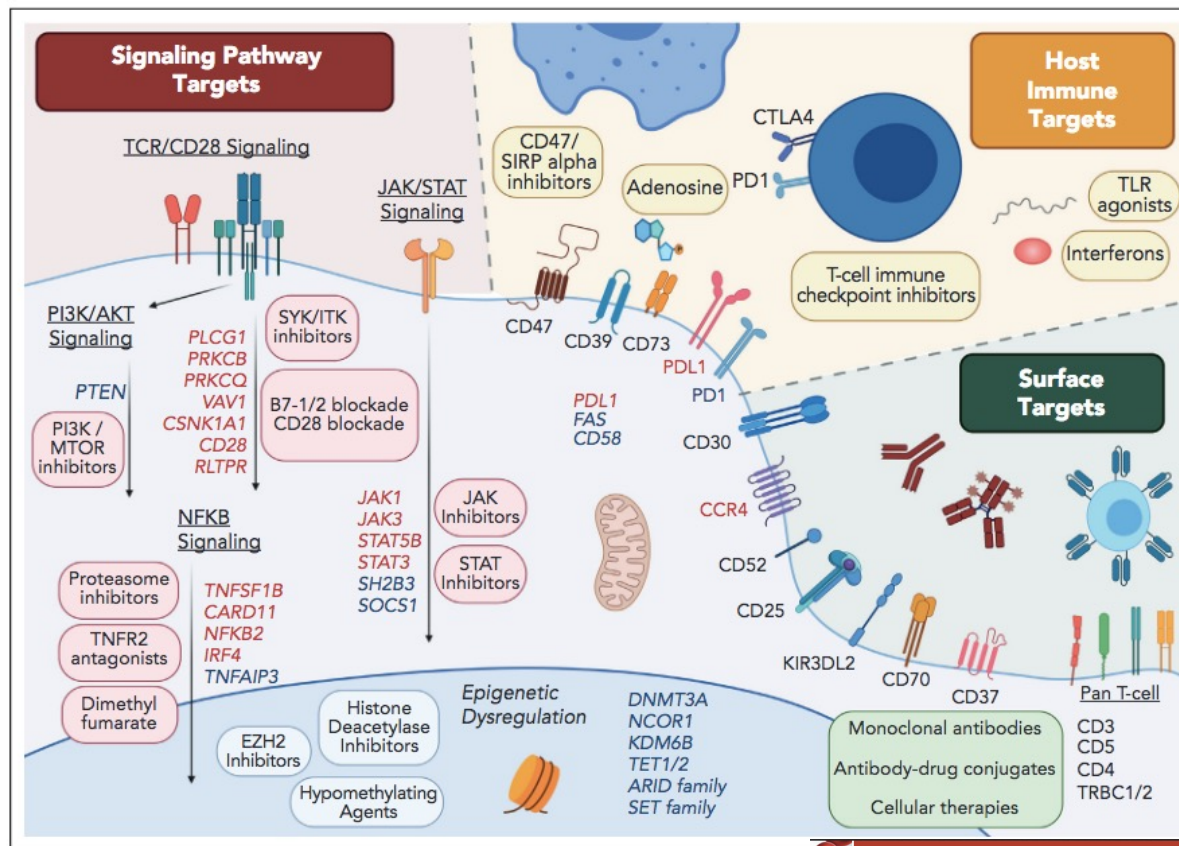 Signaling Pathway
Targets
TCR/CD28 Signaling
JAK/STAT
Signaling
PI3K/AKT
Signaling
PTEN
PI3K /
MTOR
inhibitors
PLCG1
PRKCB
PRKCQ
VAV1
CSNK1A1
CD28
RLTPR
SYK/ITK
inhibitors
B7-1/2 blockade
CD28 blockade
NFKB
Signaling
Proteasome
inhibitors
TNFR2
antagonists
Dimethyl
fumarate
TNFSF1B
CARD11
NFKB2
IRF4
TNFAIP3
JAK1
JAK3
STAT5B
STAT3
SH2B3
SOCS1
JAK
Inhibitors
STAT
Inhibitors
Host
Immune
Targets
CD47/
SIRP alpha
inhibitors
Adenosine
P
CTLA4
PD1
T-cell immune
checkpoint inhibitors
TLR
agonists
Interferons
CD47
CD39
CD73
PDL1
PD1
PDL1
FAS
CD58
Surface
Targets
CD30
CCR4
CD52
CD25
KIR3DL2
CD70
CD37
Pan T-cell
CD3
CD5
CD4
TRBC1/2
Monoclonal antibodies
Antibody-drug conjugates
Cellular therapies
Epigenetic
Dysregulation
EZH2
Inhibitors
Histone
Deacetylase
Inhibitors
Hypomethylating
Agents
DNMT3A
NCOR1
KDM6B
TET1/2
ARID family
SET family